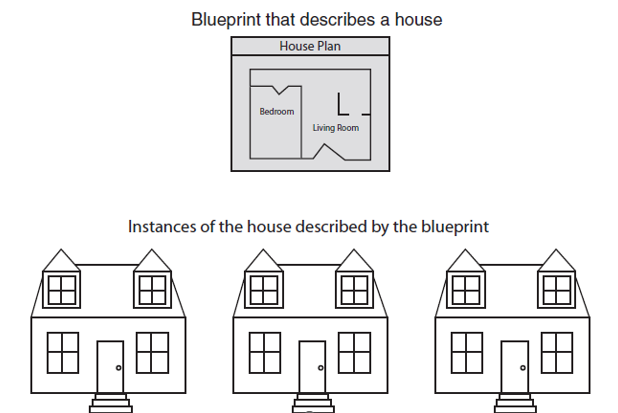 Blueprint that describes a house
House Plan
Bedroom
Living Room
Instances of the house described by the blueprint